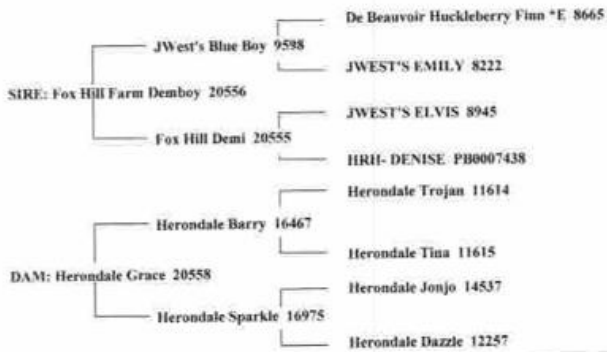 De Beauvoir Huckleberry Finn *E 8665
JWest's Blue Boy 9598
JWEST'S EMILY 8222
SIRE: Fox Hill Farm Demboy 20556
JWEST'S ELVIS 8945
Fox Hill Demi 20555
HRH- DENISE PB0007438
Herondale Trojan 11614
Herondale Barry 16467
Herondale Tina 11615
DAM: Herondale Grace 20558
Herondale Jonjo 14537
Herondale Sparkle 16975
Herondale Dazzle 12257